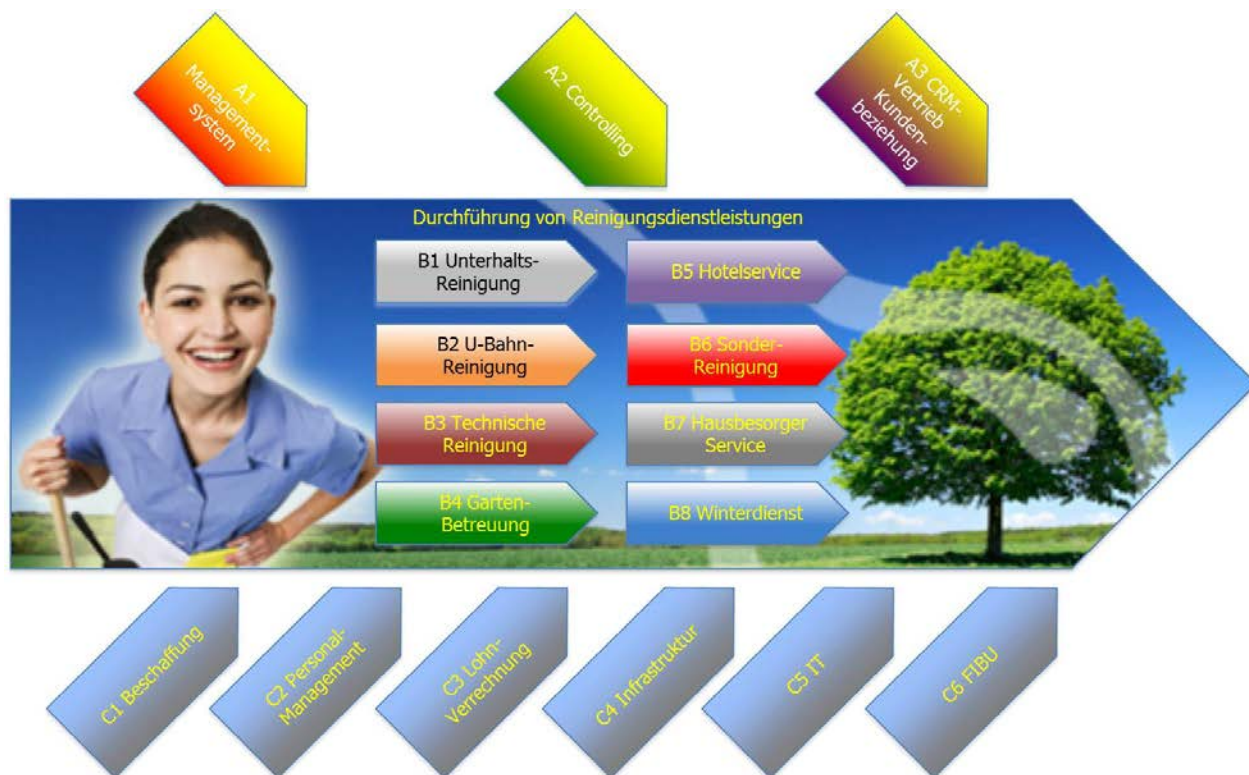 A1
Management-
system
A2 Controlling
A3 CRM-
Vertrieb
Kunden-
beziehung
Durchführung von Reinigungsdienstleistungen
B1 Unterhalts-
Reinigung
B5 Hotelservice
B2 U-Bahn-
Reinigung
B6 Sonder-
Reinigung
B3 Technische
Reinigung
B7 Hausbesorger
Service
B4 Garten-
Betreuung
B8 Winterdienst
C1 Beschaffung
C2 Personal-
Management
C3 Lohn-
Verrechnung
C4 Infrastruktur
C5 IT
C6 FIBU